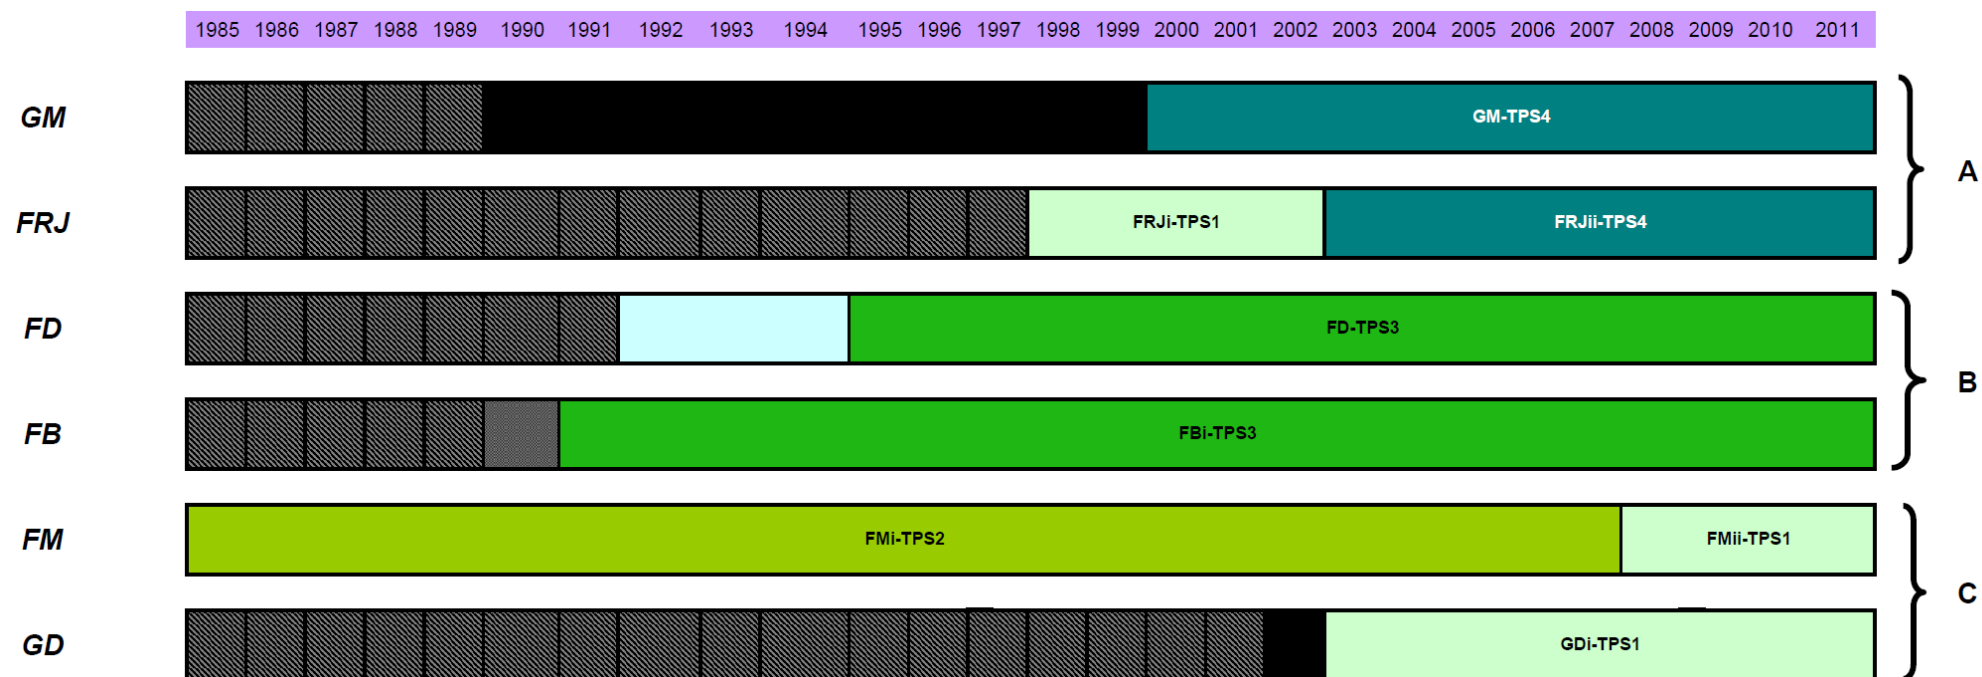 1985 1986 1987 1988 1989 1990 1991 1992 1993 1994 1995 1996 1997 1998 1999 2000 2001 2002 2003 2004 2005 2006 2007 2008 2009 2010 2011
GM GM-TPS4
A
FRJ FRJi-TPS1 FRJii-TPS4
FD FD-TPS3
B
FB FBi-TPS3
FM FMi-TPS2 FMii-TPS1
C
GD GDi-TPS1